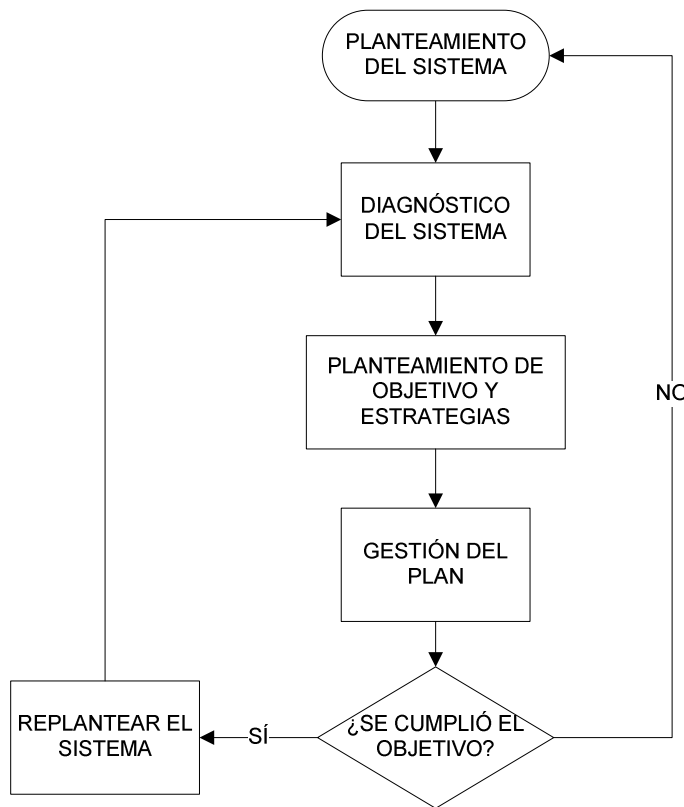 PLANTEAMIENTO
DEL SISTEMA
DIAGNÓSTICO
DEL SISTEMA
PLANTEAMIENTO DE
OBJETIVO Y
ESTRATEGIAS
NO
GESTIÓN DEL
PLAN
¿SE CUMPLIÓ EL
OBJETIVO?
SÍ
REPLANTEAR EL
SISTEMA